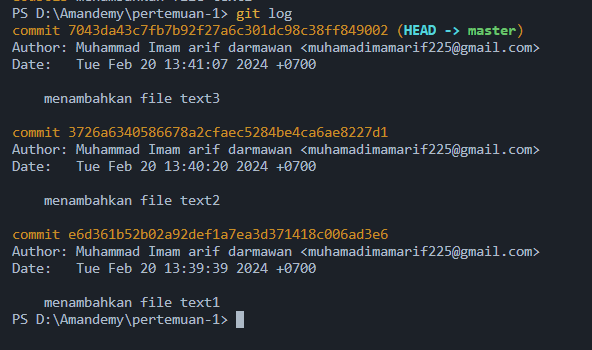 PS D:\Amandemy\pertemuan-1> git log
commit 7043da43c7fb7b92f27a6c301dc98c38ff849002 (HEAD -> master)
Author: Muhammad Imam arif darmawan <muhamadimamarif225@gmail.com>
Date:   Tue Feb 20 13:41:07 2024 +0700
    menambahkan file text3
commit 3726a6340586678a2cfaec5284be4ca6ae8227d1
Author: Muhammad Imam arif darmawan <muhamadimamarif225@gmail.com>
Date:   Tue Feb 20 13:40:20 2024 +0700
    menambahkan file text2
commit e6d361b52b02a92def1a7ea3d371418c006ad3e6
Author: Muhammad Imam arif darmawan <muhamadimamarif225@gmail.com>
Date:   Tue Feb 20 13:39:39 2024 +0700
    menambahkan file text1
PS D:\Amandemy\pertemuan-1>